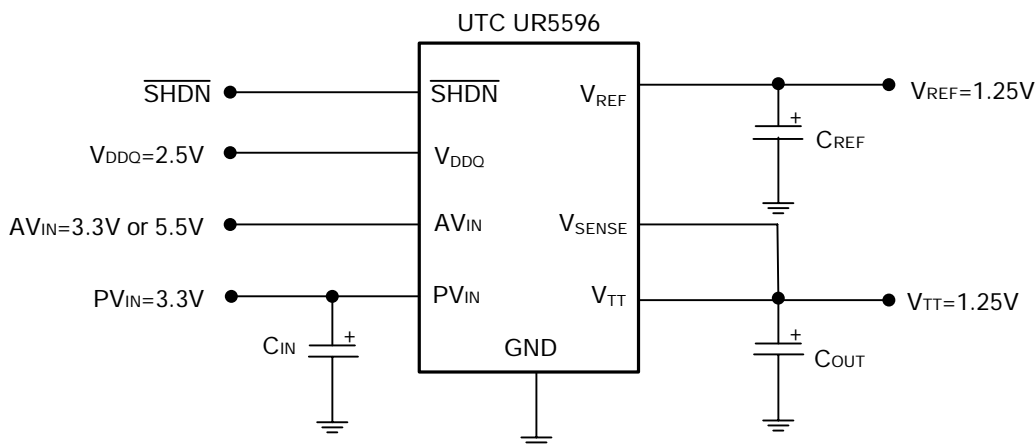 UTC UR5596
SHDN
SHDN
VREF
VREF=1.25V
+
CREF
VDDQ=2.5V
VDDQ
AVIN=3.3V or 5.5V
AVIN
VSENSE
PVIN=3.3V
PVIN
VTT
VTT=1.25V
CIN
+
GND
+
COUT